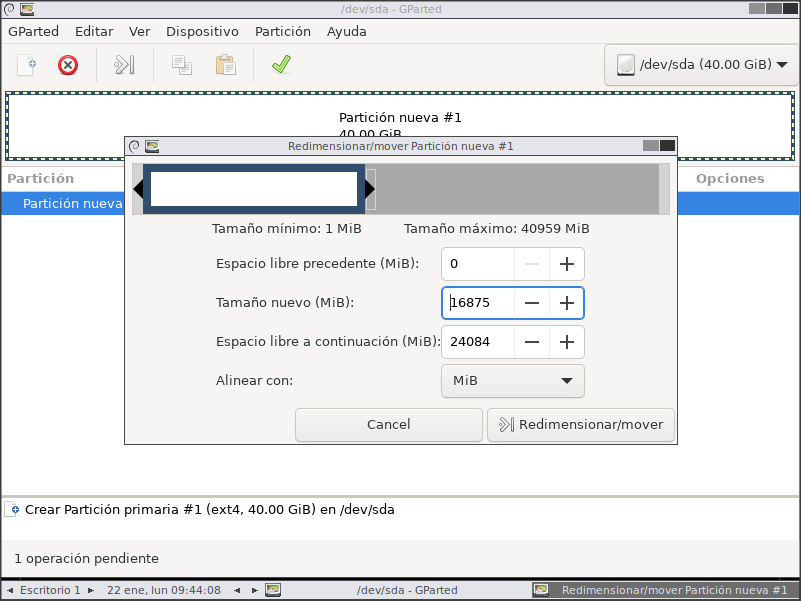 /dev/sda - GParted
GParted Editar Ver Dispositivo Partición Ayuda
/dev/sda (40.00 GiB)
Partición nueva #1
40.00 GiB
Redimensionar/mover Partición nueva #1
Partición Opciones
Partición nueva
Tamaño mínimo: 1 MiB Tamaño máximo: 40959 MiB
Espacio libre precedente (MiB): 0
Tamaño nuevo (MiB): 16875
Espacio libre a continuación (MiB): 24084
Alinear con: MiB
Cancel Redimensionar/mover
Crear Partición primaria #1 (ext4, 40.00 GiB) en /dev/sda
1 operación pendiente
Escritorio 1 22 ene, lun 09:44:08 /dev/sda - GParted Redimensionar/mover Partición nueva #1